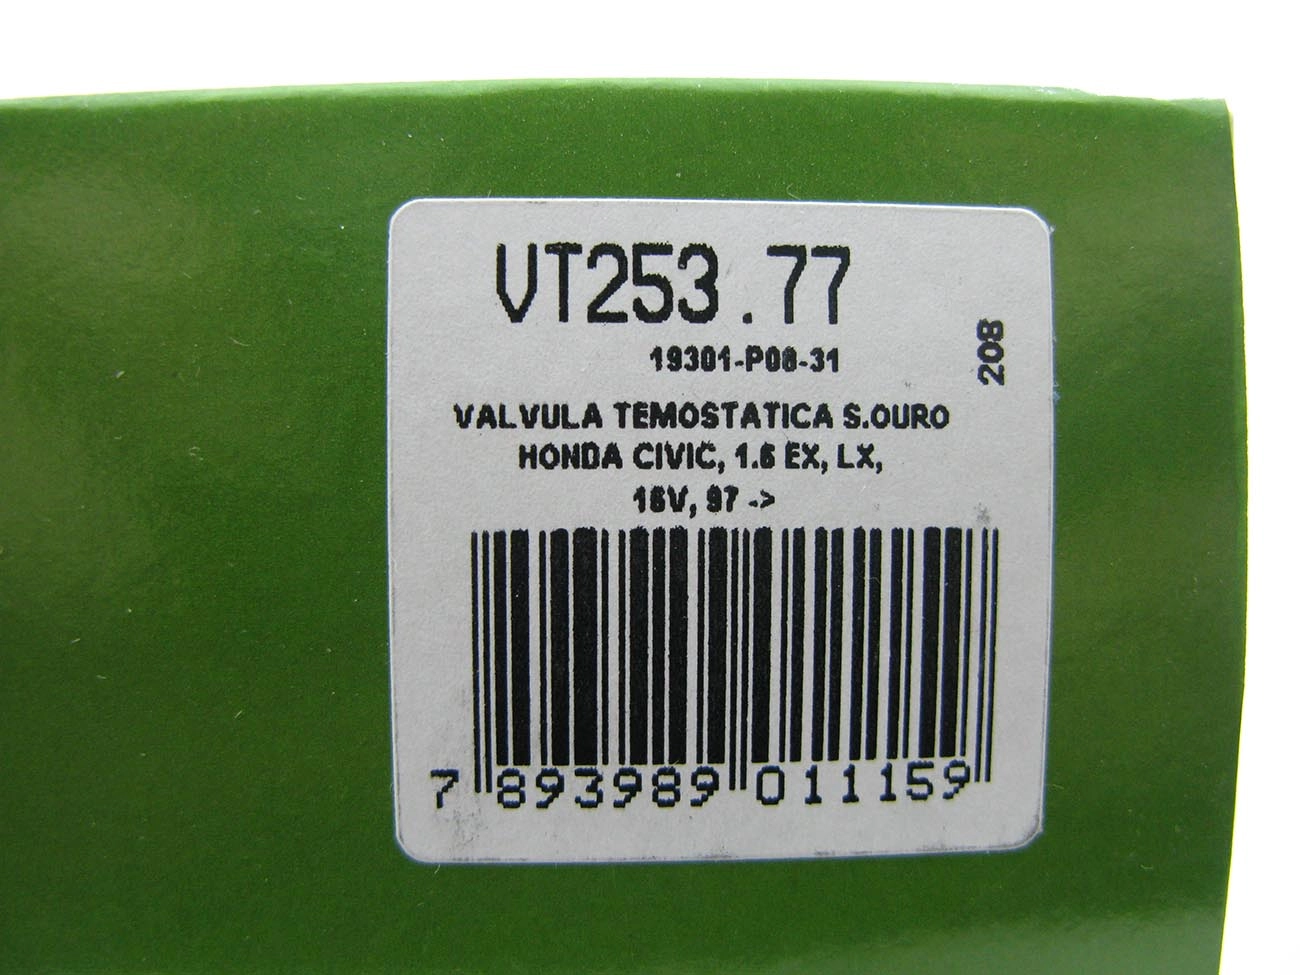 VT253.77
19301-P08-31
208
VALVULA TEMOSTATICA S.OURO
HONDA CIVIC, 1.6 EX, LX,
16V, 97 ->
7 893989 011159